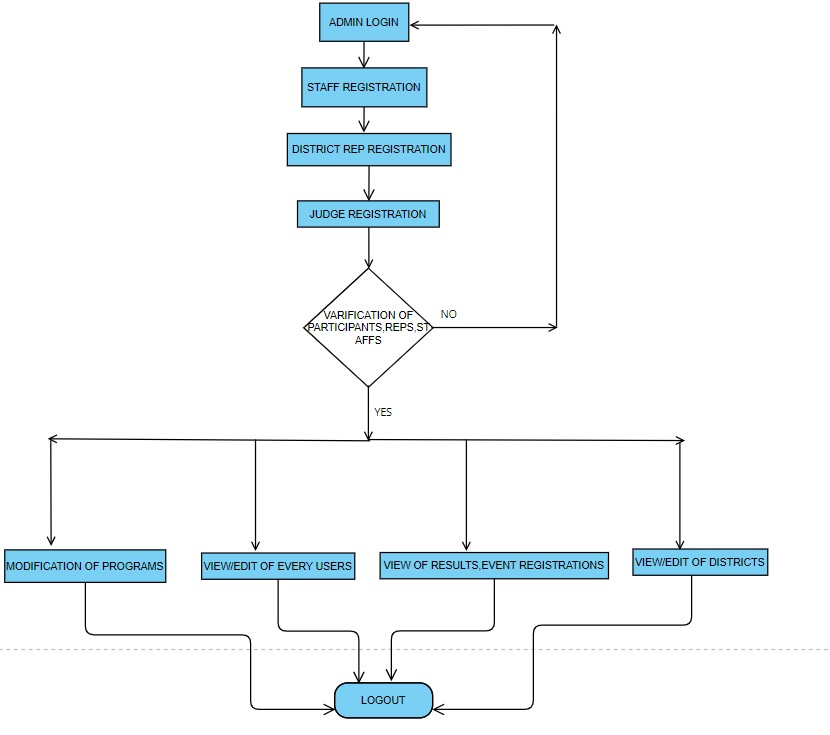 ADMIN LOGIN
STAFF REGISTRATION
DISTRICT REP REGISTRATION
JUDGE REGISTRATION
VARIFICATION OF
PARTICIPANTS,REPS,ST
AFFS
NO
YES
MODIFICATION OF PROGRAMS
VIEW/EDIT OF EVERY USERS
VIEW OF RESULTS,EVENT REGISTRATIONS
VIEW/EDIT OF DISTRICTS
LOGOUT